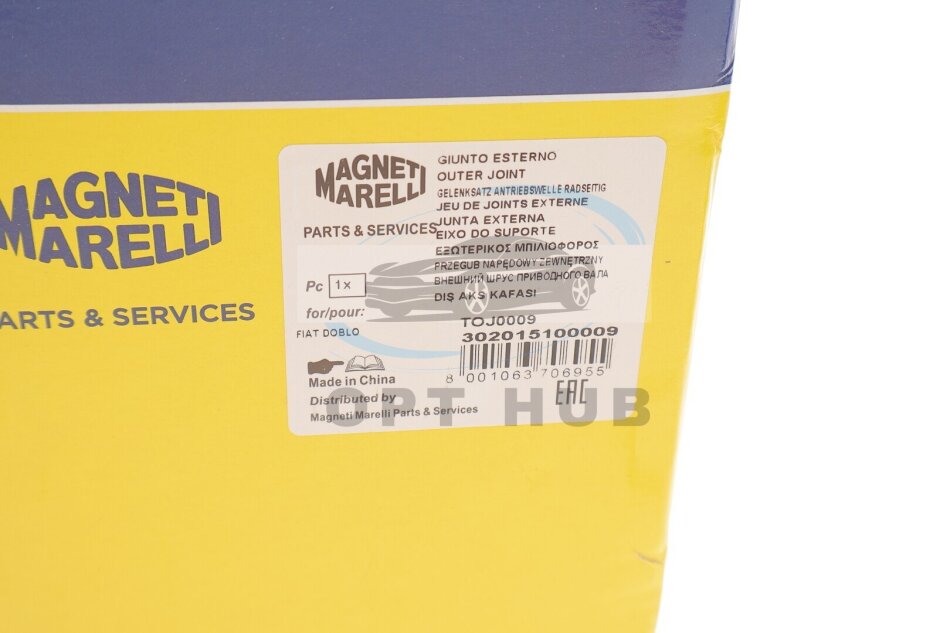 MAGNETI
MARELLI
PARTS & SERVICES
MAGNETI
MARELLI
PARTS & SERVICES
Pc 1x
for/pour:
FIAT DOBLO
Made in China
Distributed by
Magneti Marelli Parts & Services
GIUNTO ESTERNO
OUTER JOINT
GELENKSATZ ANTRIEBSWELLE RADSEITIG
JEU DE JOINTS EXTERNE
JUNTA EXTERNA
EIXO DO SUPORTE
ΕΞΩΤΕΡΙΚΟΣ ΜΠΙΛΙΟΦΟΡΟΣ
PRZEGUB NAPĘDOWY ZEWNĘTRZNY
ВНЕШНИЙ ШРУС ПРИВОДНОГО ВАЛА
DIŞ AKS KAFASI
TOJ0009
302015100009
8 001063 706955
EAC
OPT HUB